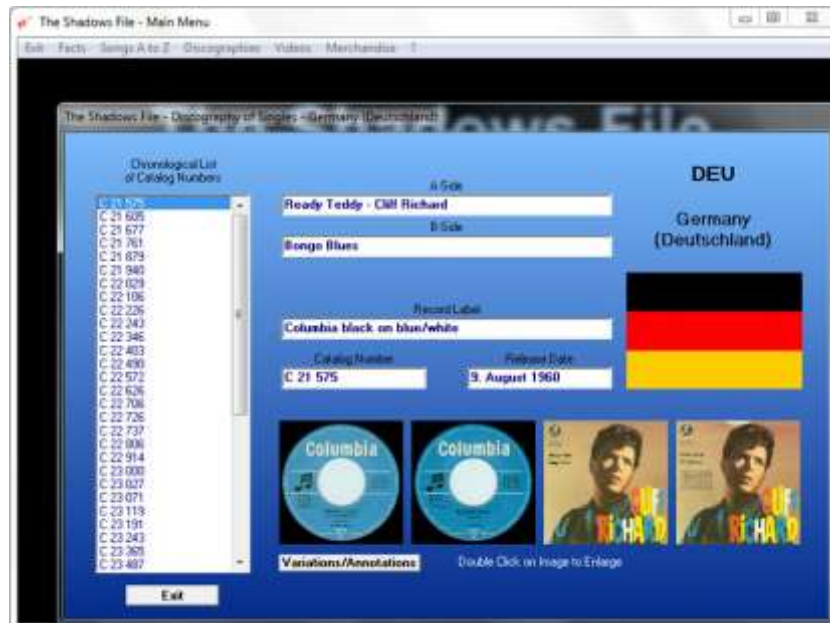 The Shadows File - Main Menu
Exit Facts Songs A to Z Discographies Videos Merchandise ?
The Shadows File
The Shadows File - Discography of Singles - Germany (Deutschland)
Chronological List
of Catalog Numbers
C 21 575
C 21 605
C 21 677
C 21 761
C 21 879
C 21 940
C 22 029
C 22 106
C 22 226
C 22 243
C 22 346
C 22 403
C 22 490
C 22 572
C 22 626
C 22 706
C 22 726
C 22 737
C 22 806
C 22 914
C 23 000
C 23 027
C 23 071
C 23 119
C 23 191
C 23 243
C 23 365
C 23 487
Exit
A-Side
Ready Teddy - Cliff Richard
B-Side
Bongo Blues
Record Label
Columbia black on blue/white
Catalog Number
C 21 575
Release Date
9. August 1960
DEU
Germany
(Deutschland)
Columbia
Columbia
CLIFF
RICHARD
CLIFF
RICHARD
Variations/Annotations
Double Click on Image to Enlarge